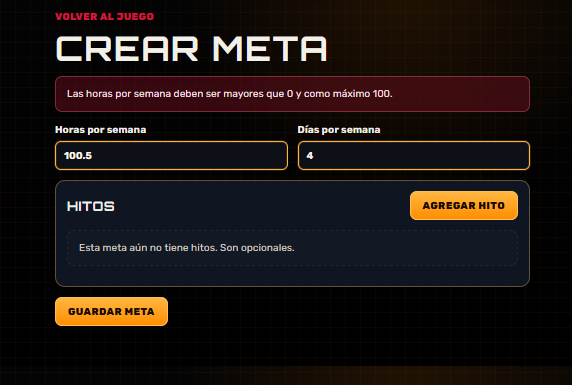 VOLVER AL JUEGO
CREAR META
Las horas por semana deben ser mayores que 0 y como máximo 100.
Horas por semana
Días por semana
100.5
4
HITOS
AGREGAR HITO
Esta meta aún no tiene hitos. Son opcionales.
GUARDAR META